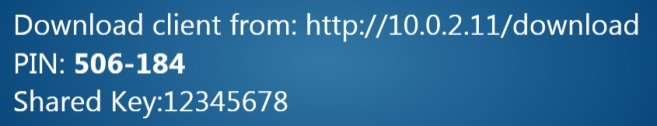 Download client from: http://10.0.2.11/download
PIN: 506-184
Shared Key:12345678